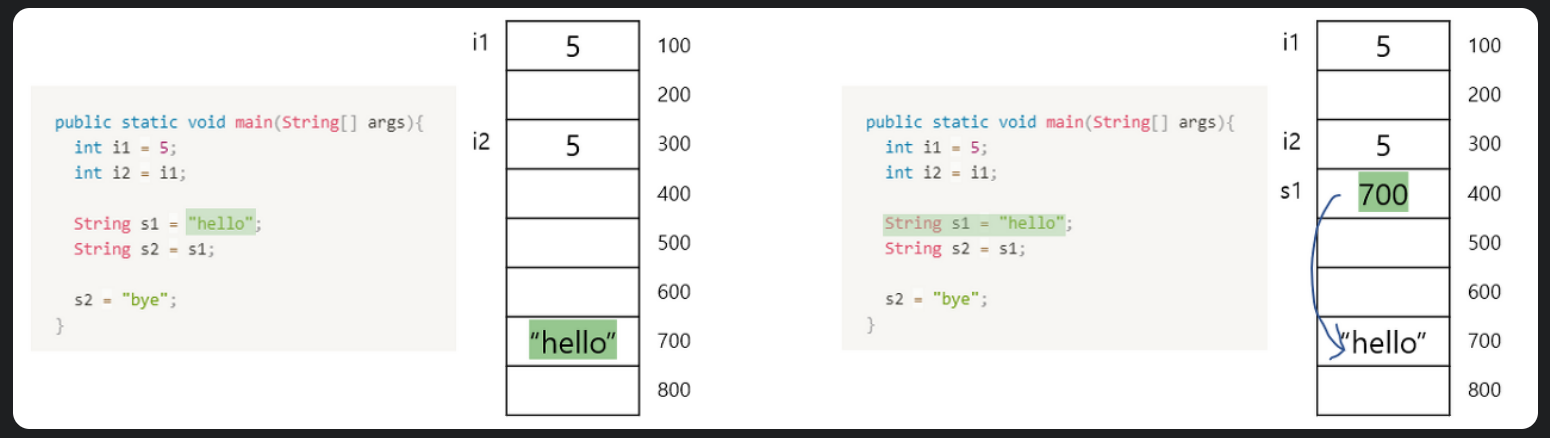 public static void main(String[] args){
int i1 = 5;
int i2 = i1;
String s1 = "hello";
String s2 = s1;
s2 = "bye";
}
i1 5 100
200
i2 5 300
400
500
600
“hello” 700
800
public static void main(String[] args){
int i1 = 5;
int i2 = i1;
String s1 = "hello";
String s2 = s1;
s2 = "bye";
}
i1 5 100
200
i2 5 300
s1 700 400
500
600
“hello” 700
800